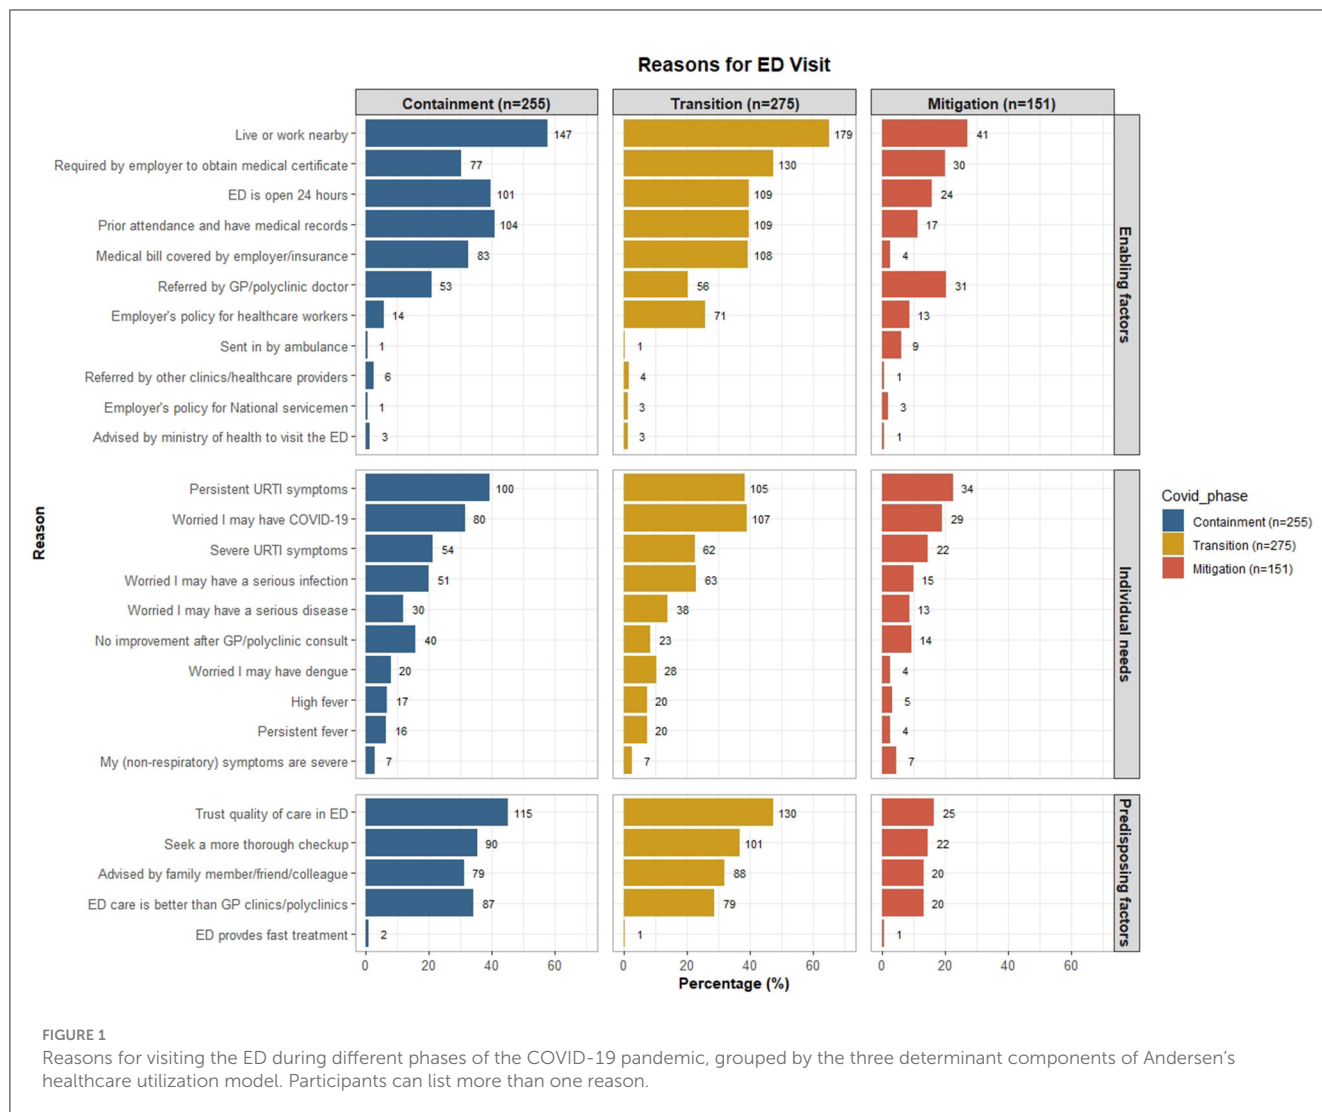 Reasons for ED Visit
Containment (n=255)
Transition (n=275)
Mitigation (n=151)
Reason
Live or work nearby 147 179 41
Required by employer to obtain medical certificate 77 130 30
ED is open 24 hours 101 109 24
Prior attendance and have medical records 104 109 17
Medical bill covered by employer/insurance 83 108 4
Referred by GP/polyclinic doctor 53 56 31
Employer's policy for healthcare workers 14 71 13
Sent in by ambulance 1 1 9
Referred by other clinics/healthcare providers 6 4 1
Employer's policy for National servicemen 1 3 3
Advised by ministry of health to visit the ED 3 3 1
Enabling factors
Persistent URTI symptoms 100 105 34
Worried I may have COVID-19 80 107 29
Severe URTI symptoms 54 62 22
Worried I may have a serious infection 51 63 15
Worried I may have a serious disease 30 38 13
No improvement after GP/polyclinic consult 40 23 14
Worried I may have dengue 20 28 4
High fever 17 20 5
Persistent fever 16 20 4
My (non-respiratory) symptoms are severe 7 7 7
Individual needs
Trust quality of care in ED 115 130 25
Seek a more thorough checkup 90 101 22
Advised by family member/friend/colleague 79 88 20
ED care is better than GP clinics/polyclinics 87 79 20
ED provdes fast treatment 2 1 1
Predisposing factors
0 20 40 60 0 20 40 60 0 20 40 60
Percentage (%)
Covid_phase
Containment (n=255)
Transition (n=275)
Mitigation (n=151)
FIGURE 1
Reasons for visiting the ED during different phases of the COVID-19 pandemic, grouped by the three determinant components of Andersen's
healthcare utilization model. Participants can list more than one reason.